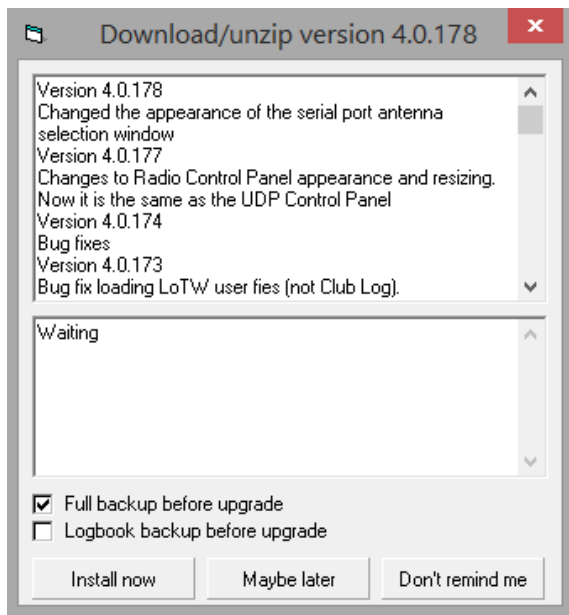 Download/unzip version 4.0.178
Version 4.0.178
Changed the appearance of the serial port antenna
selection window
Version 4.0.177
Changes to Radio Control Panel appearance and resizing.
Now it is the same as the UDP Control Panel
Version 4.0.174
Bug fixes
Version 4.0.173
Bug fix loading LoTW user fies (not Club Log).
Waiting
Full backup before upgrade
Logbook backup before upgrade
Install now
Maybe later
Don't remind me